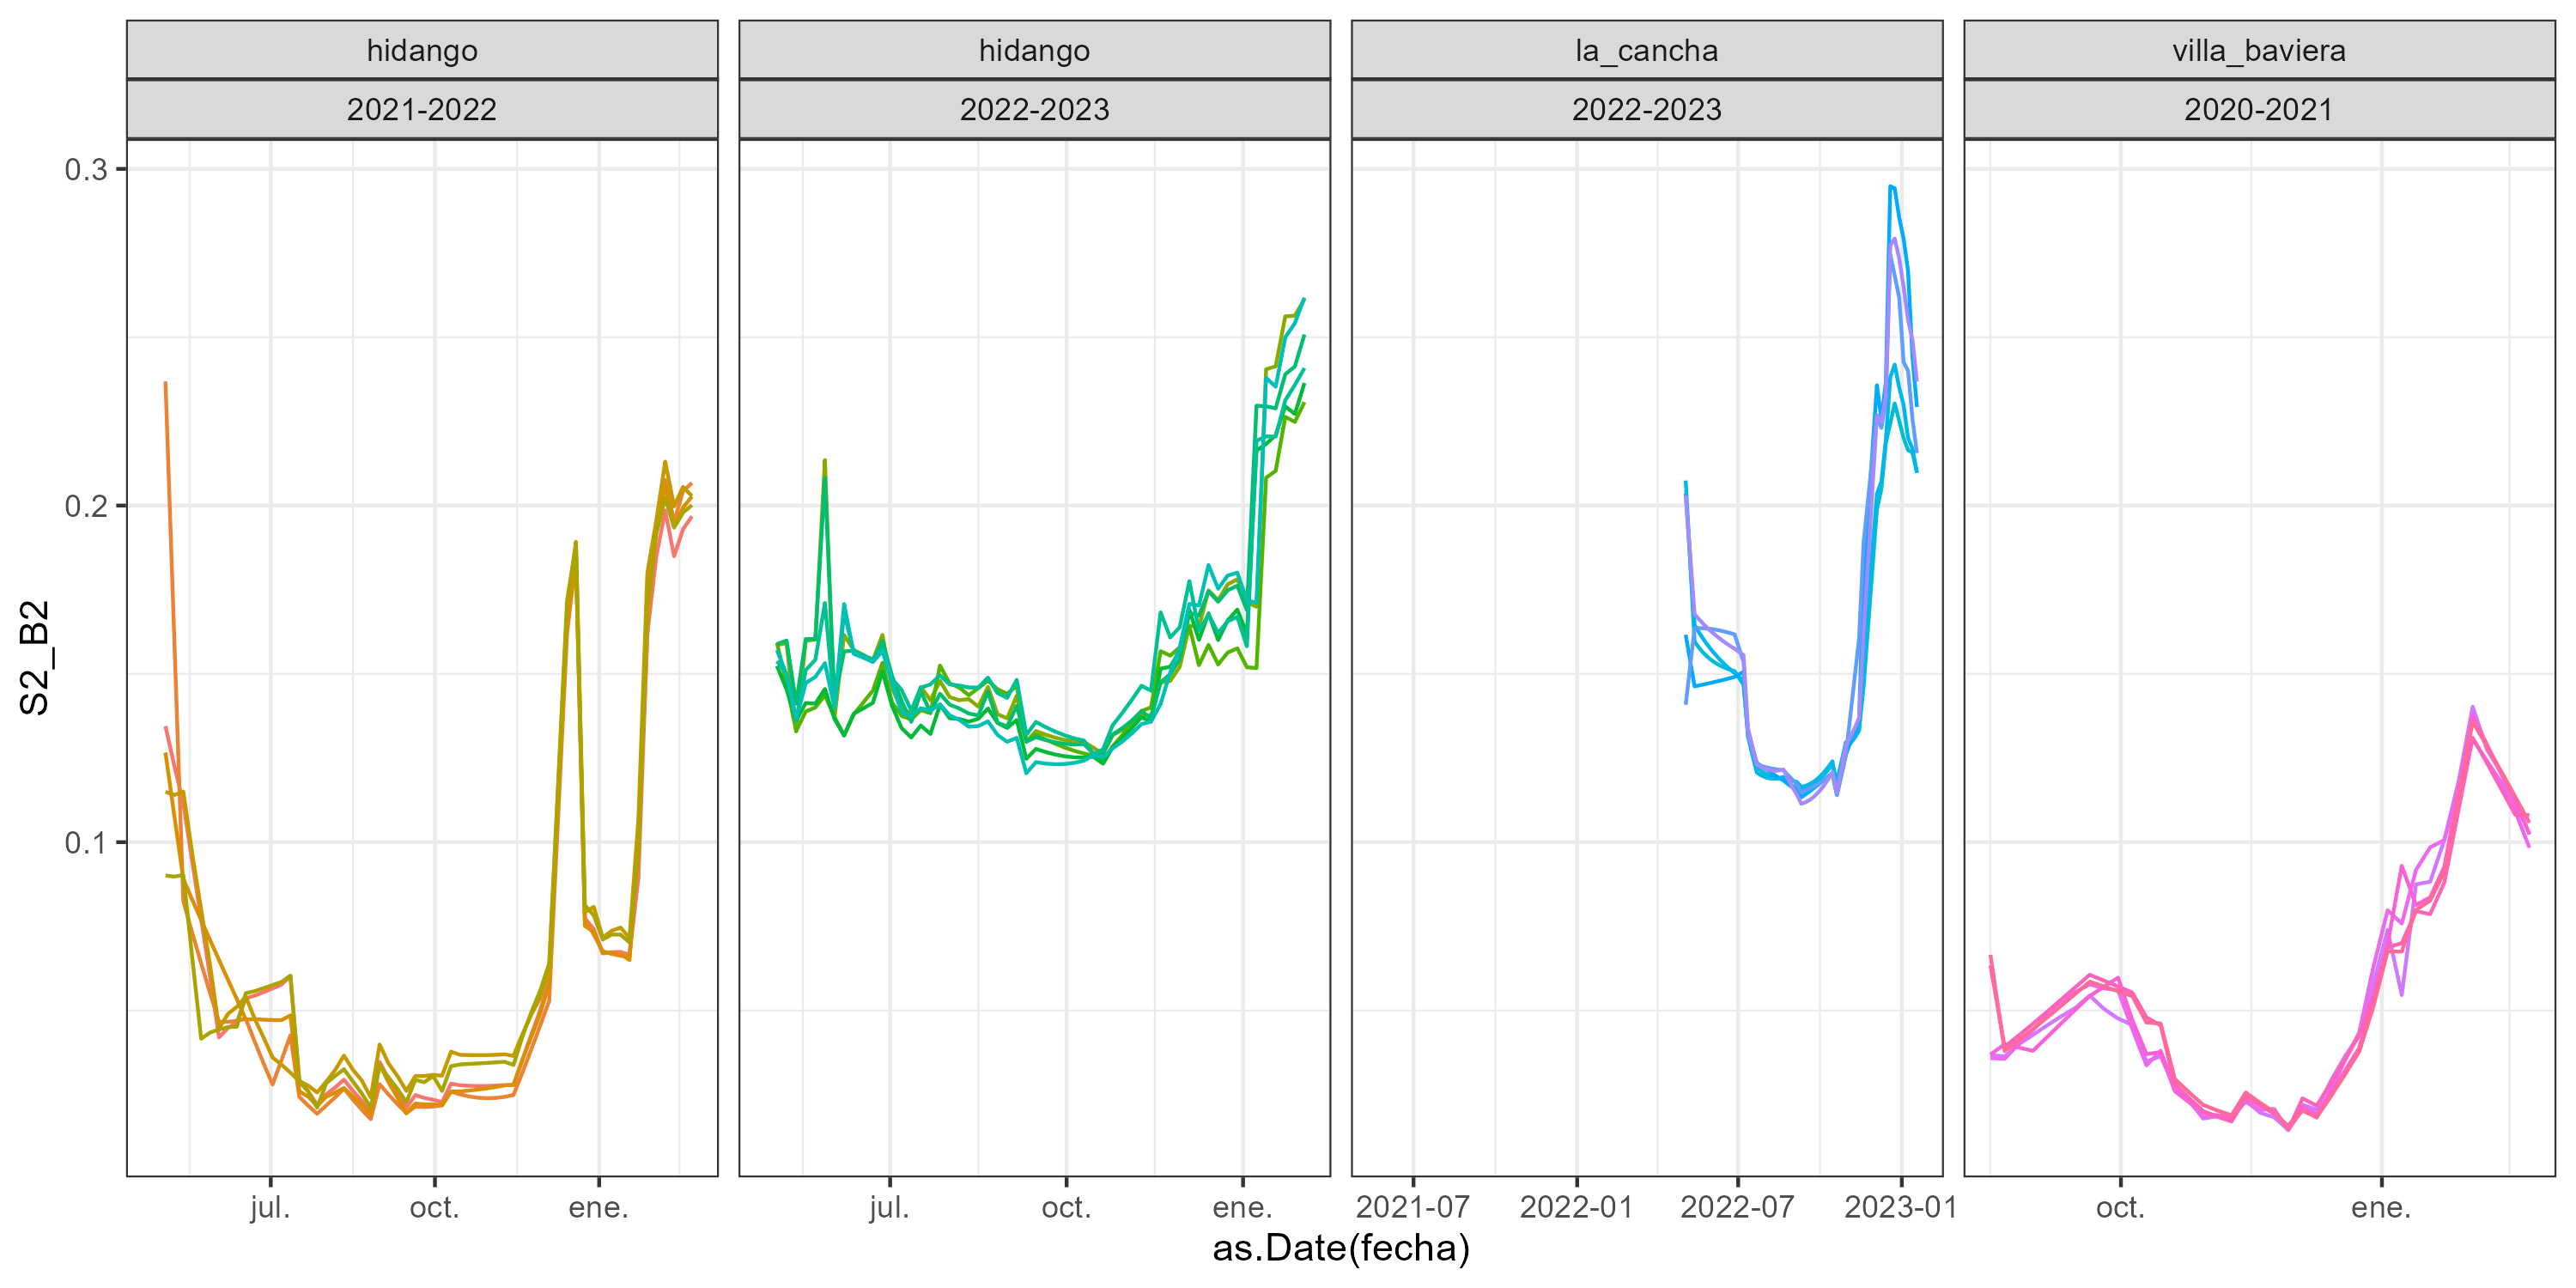 hidango hidango la_cancha villa_baviera
2021-2022 2022-2023 2022-2023 2020-2021
0.3
0.2
0.1
S2_B2
jul. oct. ene. jul. oct. ene. 2021-07 2022-01 2022-07 2023-01 oct. ene.
as.Date(fecha)